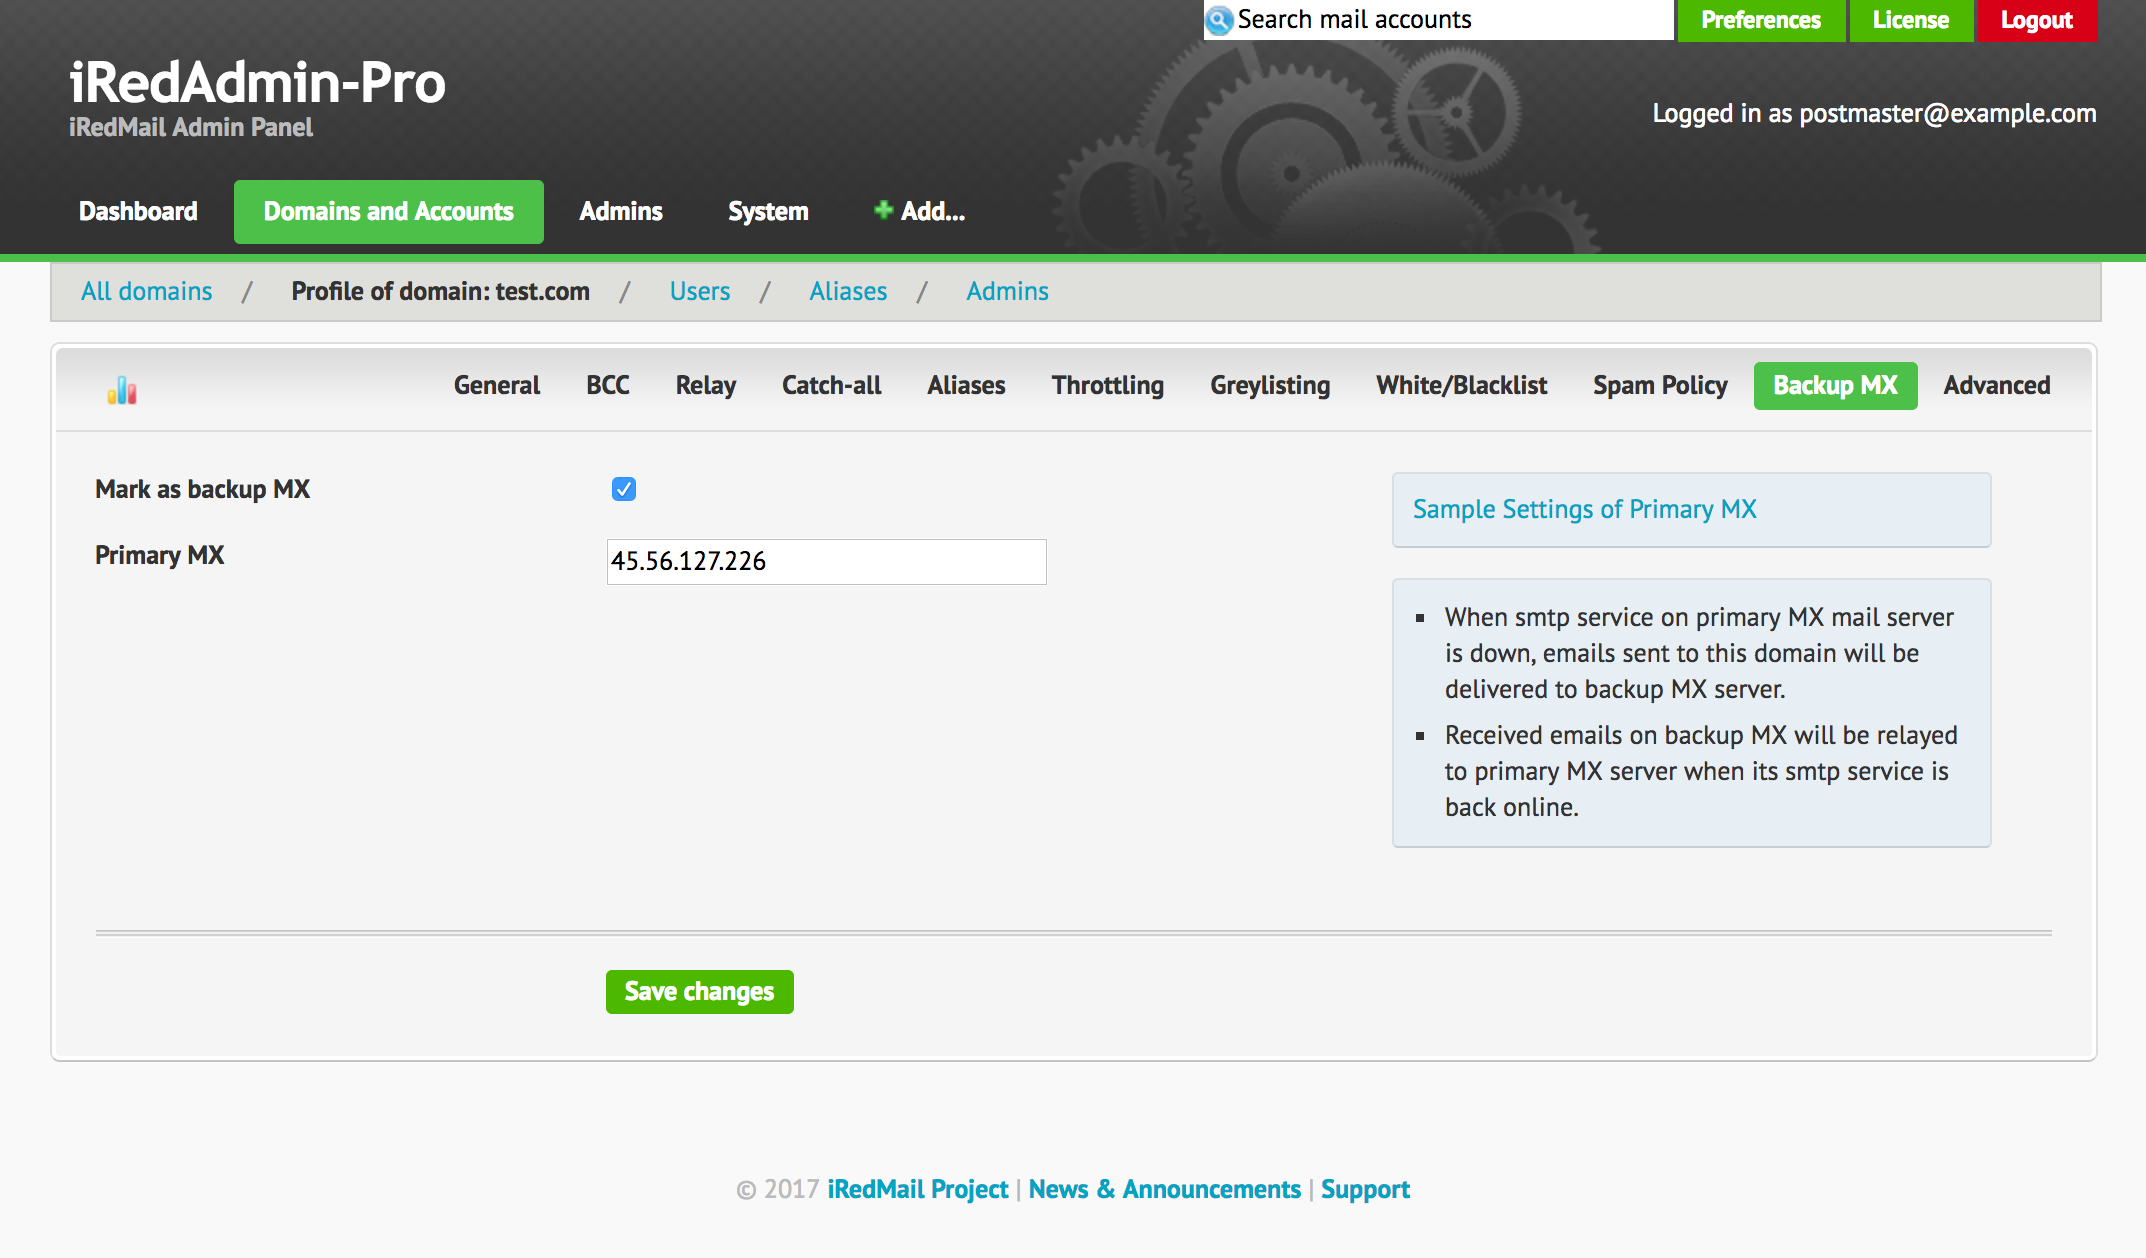 Search mail accounts Preferences License Logout
iRedAdmin-Pro
iRedMail Admin Panel
Logged in as postmaster@example.com
Dashboard Domains and Accounts Admins System Add...
All domains / Profile of domain: test.com / Users / Aliases / Admins
General BCC Relay Catch-all Aliases Throttling Greylisting White/Blacklist Spam Policy Backup MX Advanced
Mark as backup MX
Primary MX 45.56.127.226
Sample Settings of Primary MX
▪ When smtp service on primary MX mail server
is down, emails sent to this domain will be
delivered to backup MX server.
▪ Received emails on backup MX will be relayed
to primary MX server when its smtp service is
back online.
Save changes
© 2017 iRedMail Project | News & Announcements | Support